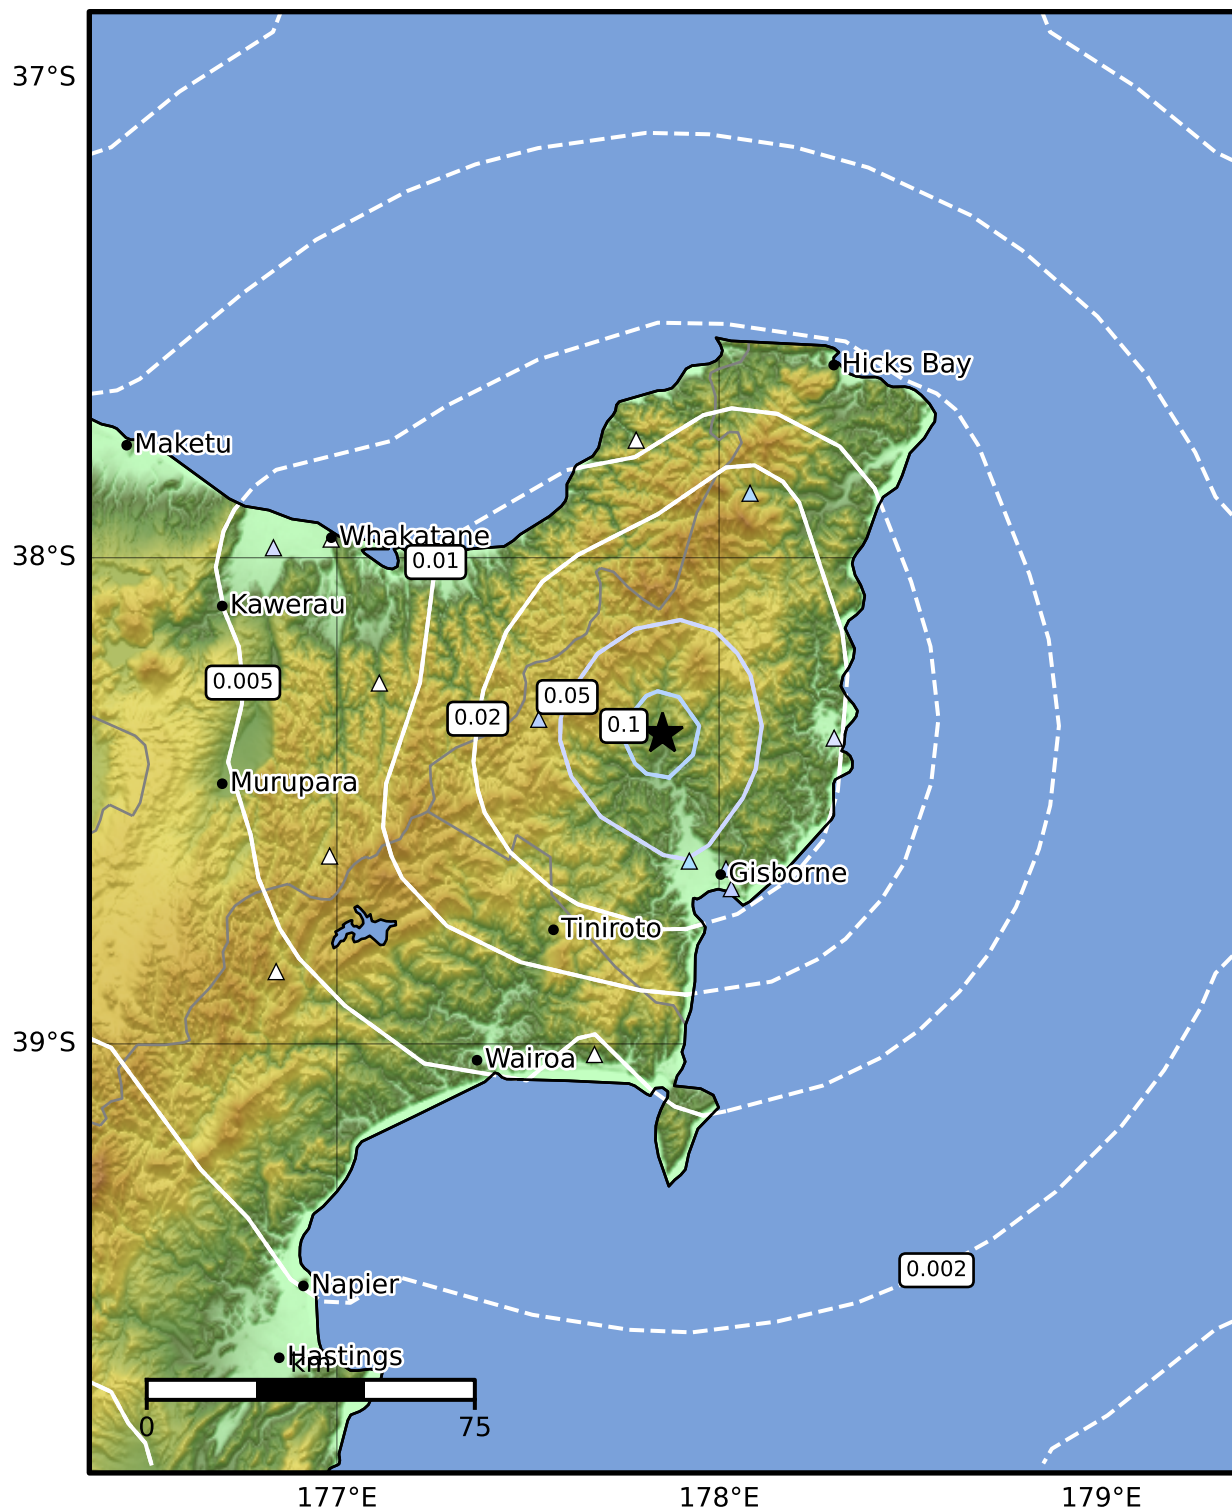 37°S
Hicks Bay
Maketu
Whakatane
38°S
0.01
Kawerau
0.005
0.05
0.02
0.1
Murupara
Gisborne
Tiniroto
39°S
Wairoa
0.002
Napier
Hastings
km
0
75
177°E
178°E
179°E